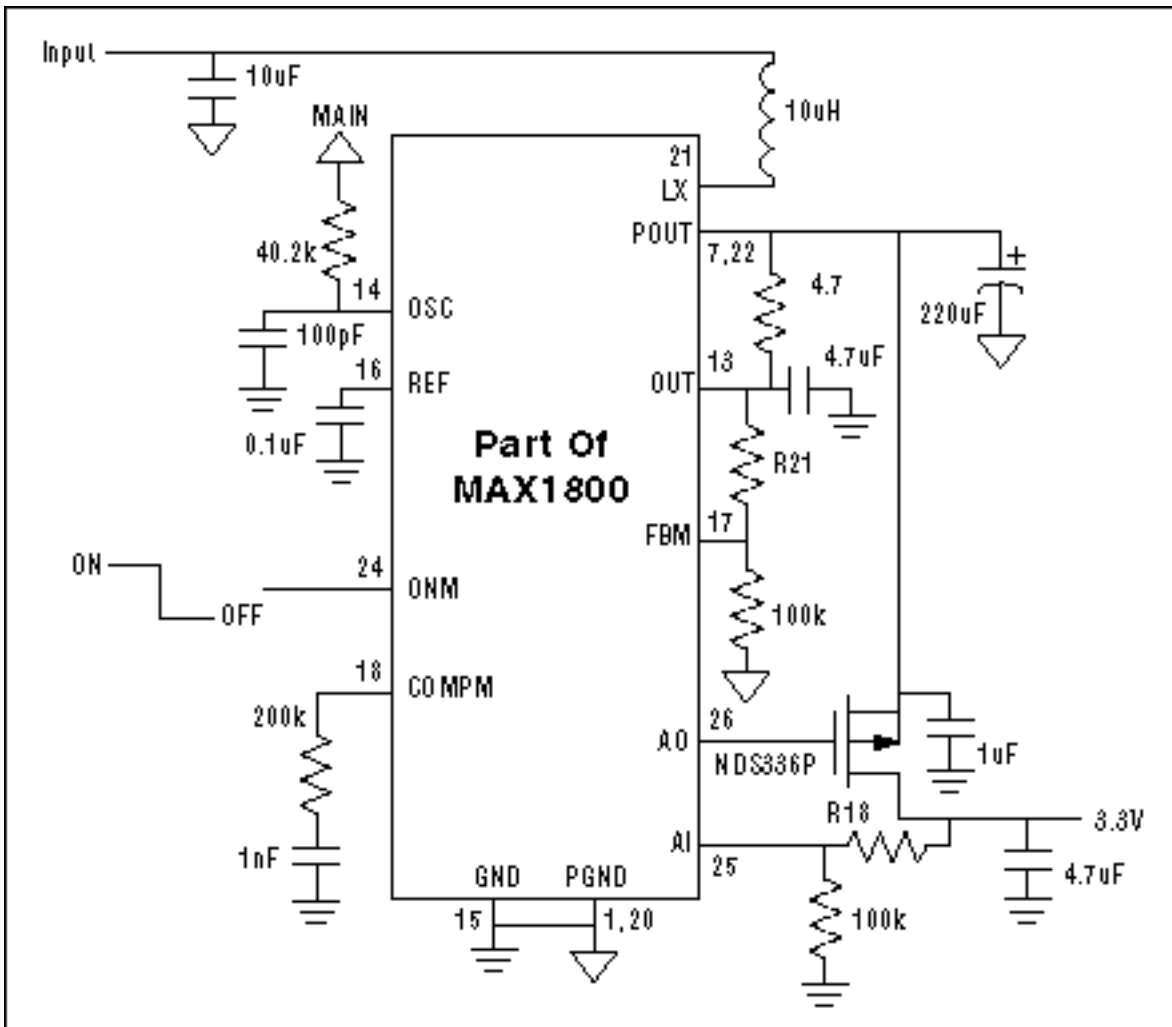 Input
10uF
10uH
MAIN
21
LX
POUT
7,22
40.2k
4.7
14
OSC
220uF
+
100pF
4.7uF
13
16
REF
OUT
0.1uF
Part Of
MAX1800
R21
17
FBM
ON
24
ONM
OFF
100k
18
COMPM
200k
26
AO
NDS336P
1uF
R18
3.3V
AI
1nF
25
4.7uF
GND
PGND
15
1,20
100k